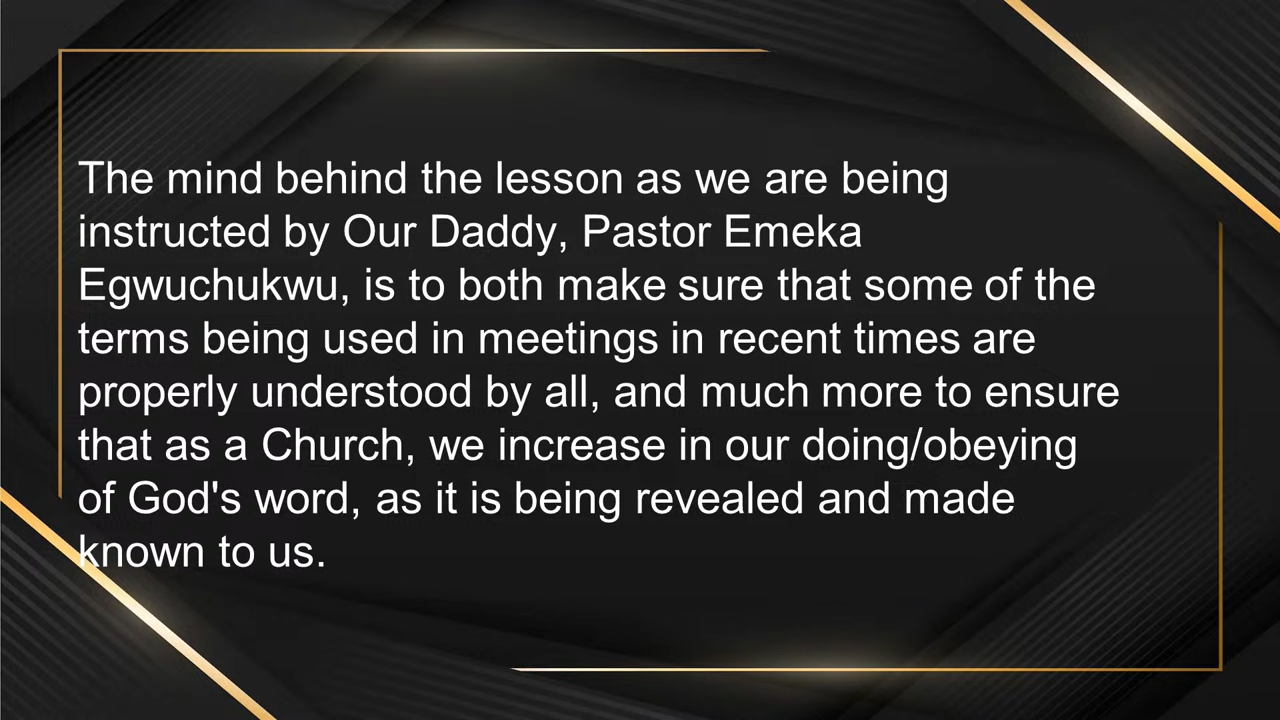 The mind behind the lesson as we are being
instructed by Our Daddy, Pastor Emeka
Egwuchukwu, is to both make sure that some of the
terms being used in meetings in recent times are
properly understood by all, and much more to ensure
that as a Church, we increase in our doing/obeying
of God's word, as it is being revealed and made
known to us.